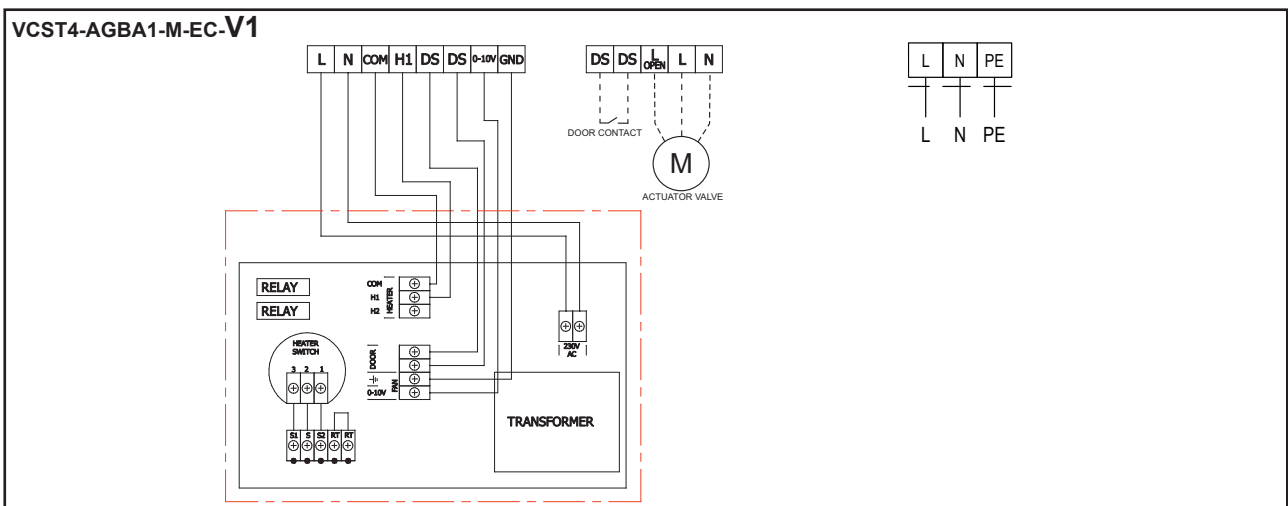 VCST4-AGBA1-M-EC-V1
L N COM H1 DS DS 0-10V GND
DS DS L OPEN L N
L N PE
DOOR CONTACT
M
ACTUATOR VALVE
L N PE
RELAY
RELAY
COM
H1
H2
HEATER
HEATER
SWITCH
3 2 1
S1 S S2 RT RT
DOOR
FAN
0-10V
230V
AC
TRANSFORMER